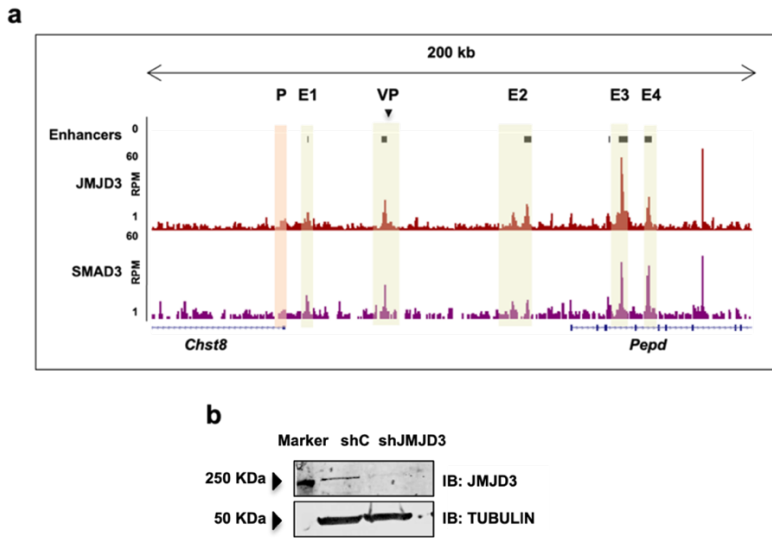 a
200 kb
P E1 VP E2 E3 E4
Enhancers 0
60
JMJD3 RPM
1
60
SMAD3 RPM
1
Chst8 Pepd
b
Marker shC shJMJD3
250 KDa IB: JMJD3
50 KDa IB: TUBULIN